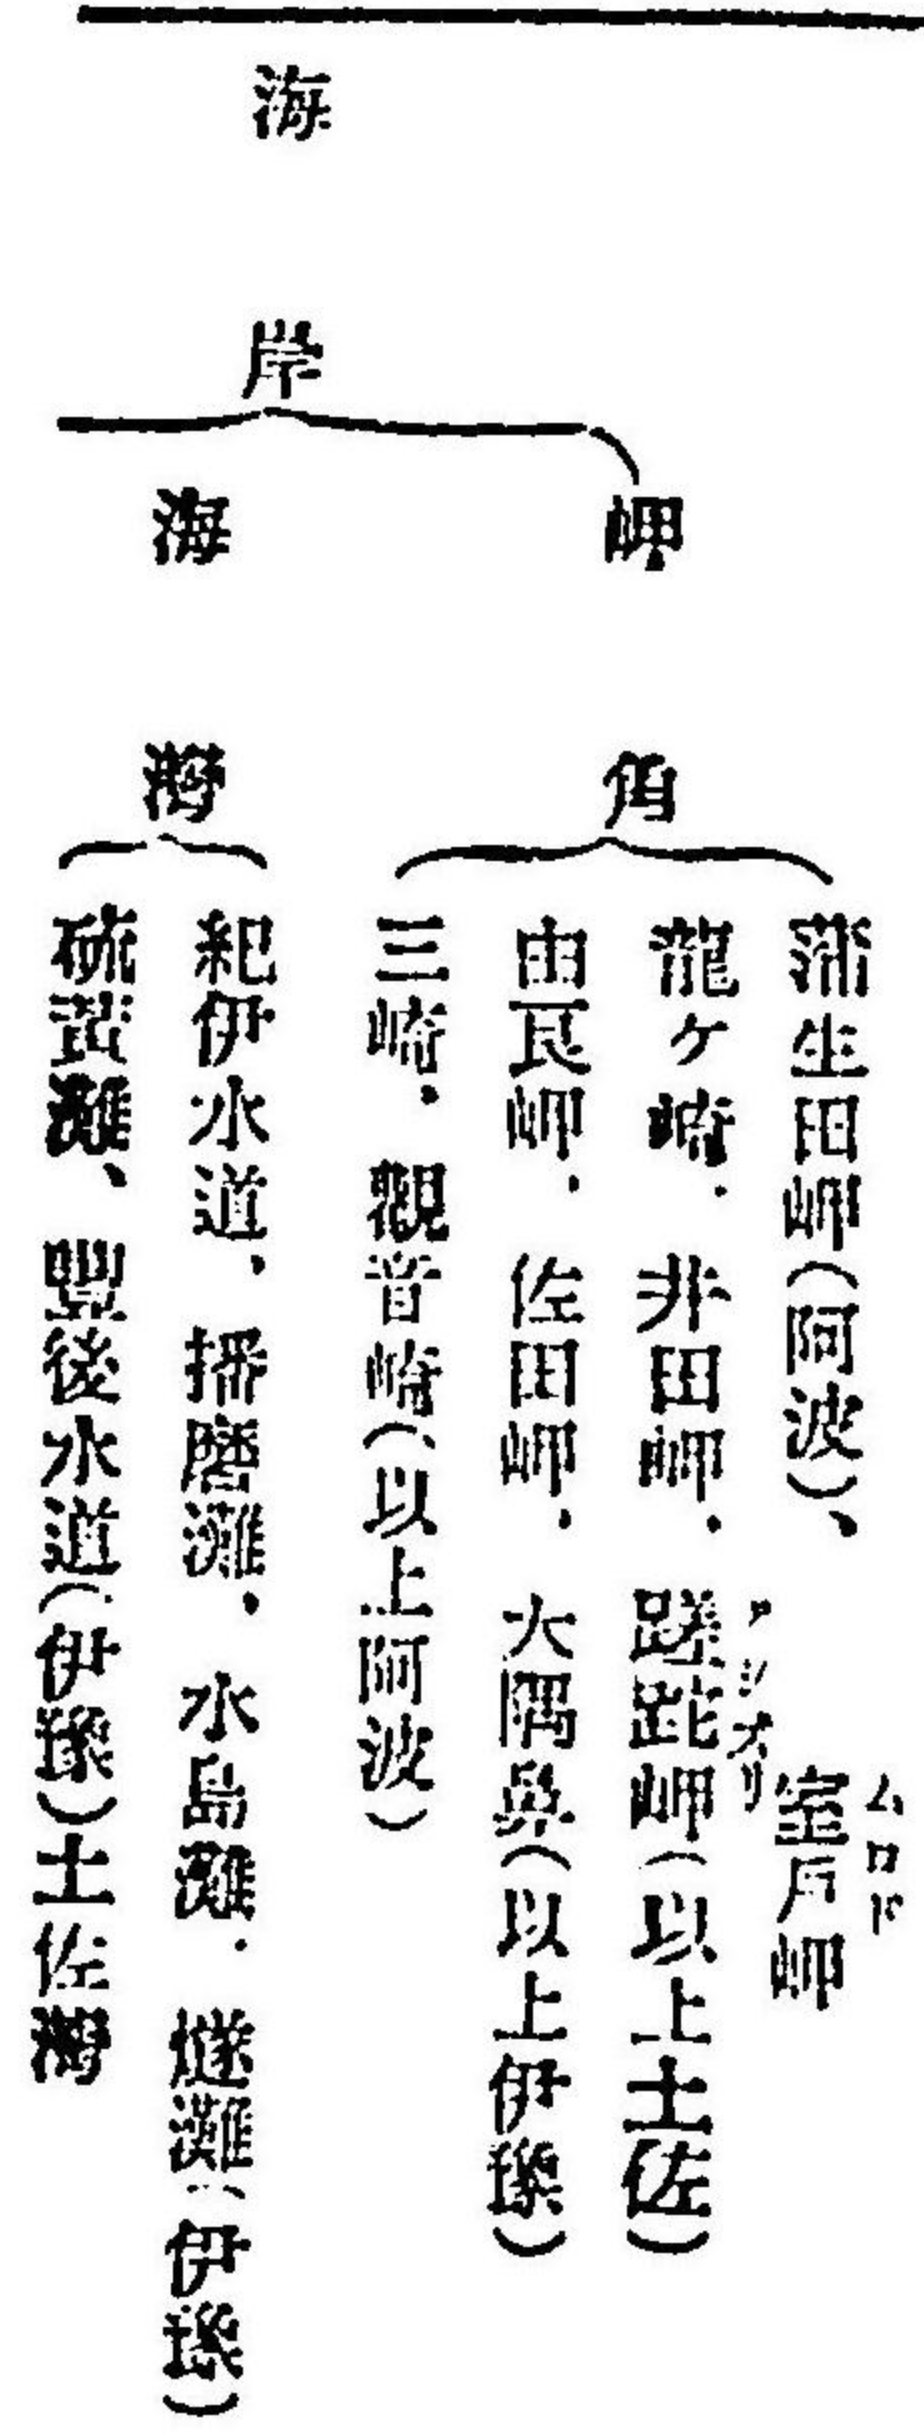 海岸
岬角
蒲生田岬(阿波)、室戸岬
ムロド
龍ケ崎、井田岬、蹉跎岬(以上土佐)
アシズリ
由良岬、佐田岬、大隅鼻(以上伊豫)
三崎、觀音崎(以上阿波)
海灣
紀伊水道、播磨灘、水島灘、燧灘(伊豫)
硫黄灘、豐後水道(伊豫)土佐灣